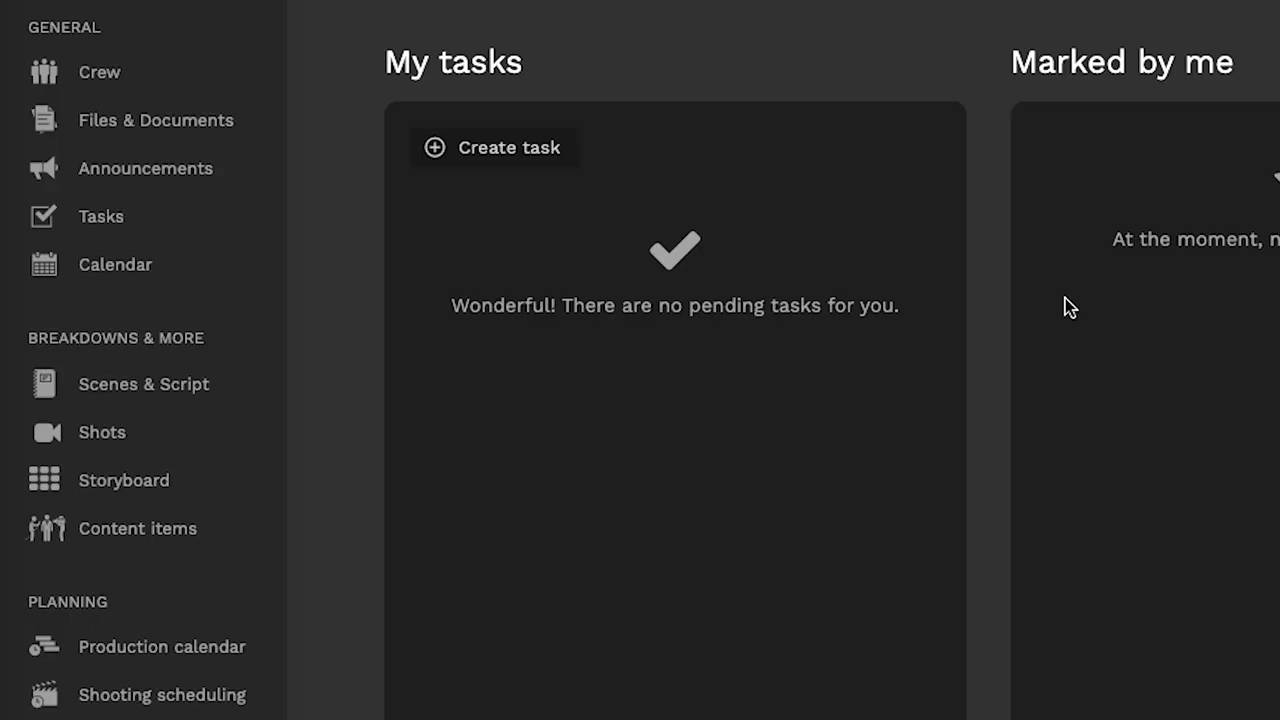 GENERAL
Crew
Files & Documents
Announcements
Tasks
Calendar
BREAKDOWNS & MORE
Scenes & Script
Shots
Storyboard
Content items
PLANNING
Production calendar
Shooting scheduling
My tasks
Create task
Wonderful! There are no pending tasks for you.
Marked by me
At the moment,